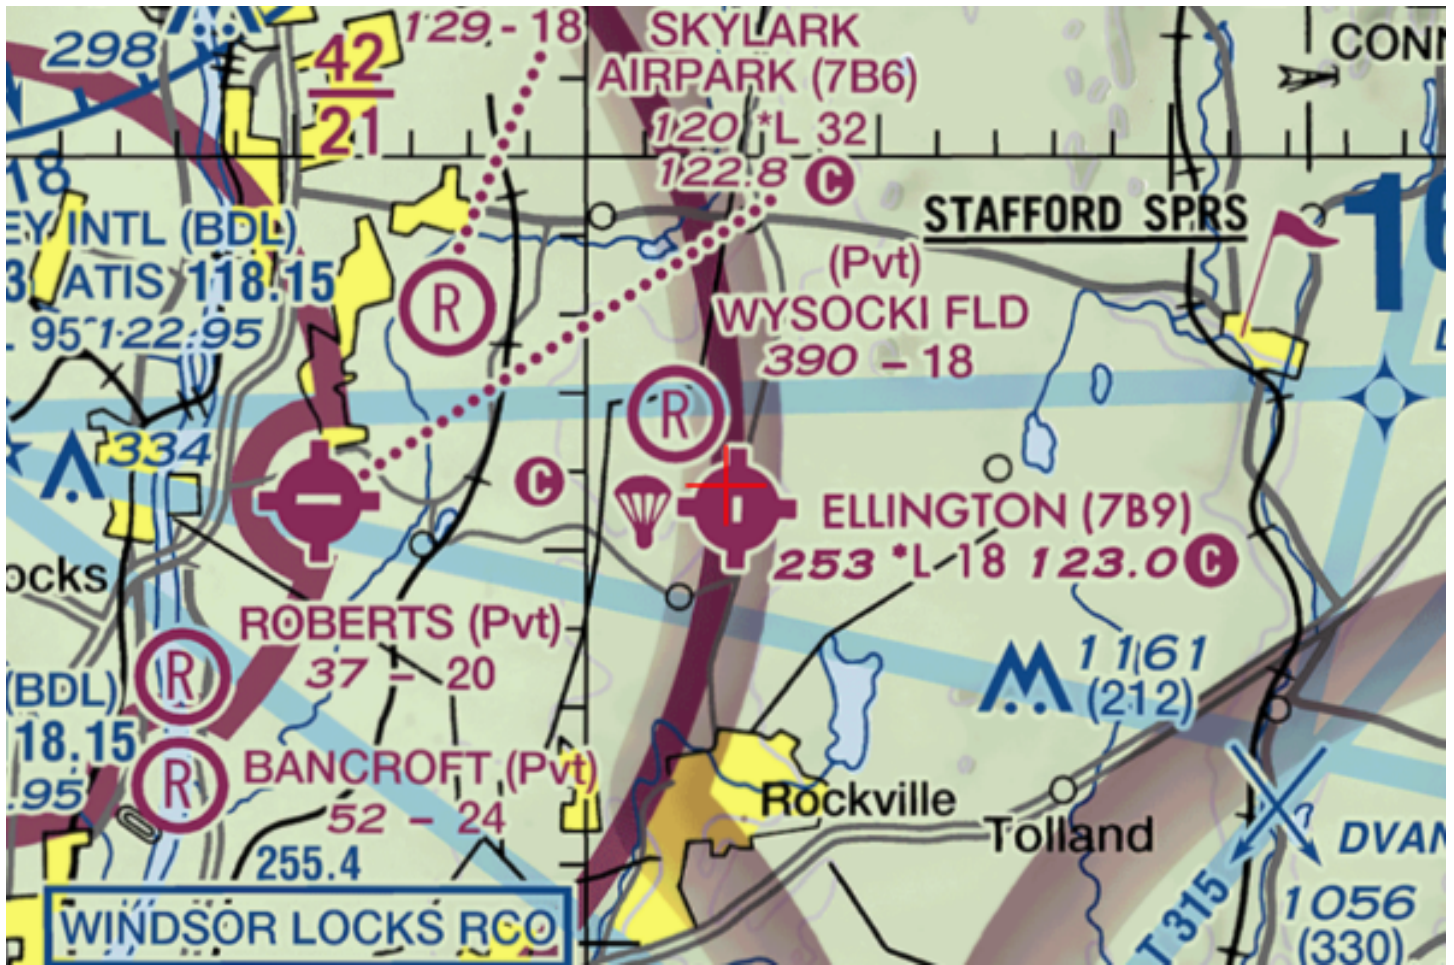 298
42
21
129 - 18
SKYLARK
AIRPARK (7B6)
120 *L 32
122.8 C
CONN
18
EY INTL (BDL)
3 ATIS 118.15
95 122.95
R
STAFFORD SPRS
(Pvt)
WYSOCKI FLD
390 - 18
R
334
C
ELLINGTON (7B9)
253 *L 18 123.0 C
ocks
ROBERTS (Pvt)
37 - 20
R
(BDL)
18.15
.95
R
BANCROFT (Pvt)
52 - 24
1161
(212)
Rockville
Tolland
255.4
WINDSOR LOCKS RCO
DVAN
T 315
1056
(330)